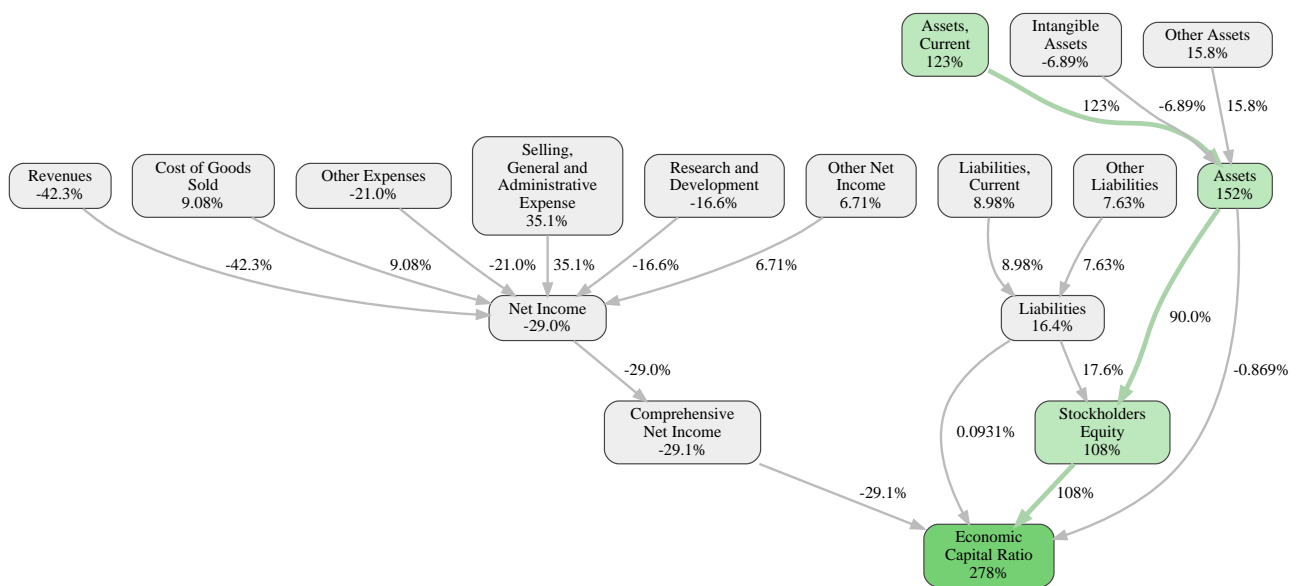 Assets,
Current
123%
Intangible
Assets
-6.89%
Other Assets
15.8%
123%
-6.89%
15.8%
Revenues
-42.3%
Cost of Goods
Sold
9.08%
Other Expenses
-21.0%
Selling,
General and
Administrative
Expense
35.1%
Research and
Development
-16.6%
Other Net
Income
6.71%
Liabilities,
Current
8.98%
Other
Liabilities
7.63%
Assets
152%
-42.3%
9.08%
-21.0%
35.1%
-16.6%
6.71%
8.98%
7.63%
Net Income
-29.0%
Liabilities
16.4%
90.0%
-29.0%
17.6%
-0.869%
Comprehensive
Net Income
-29.1%
0.0931%
Stockholders
Equity
108%
-29.1%
108%
Economic
Capital Ratio
278%